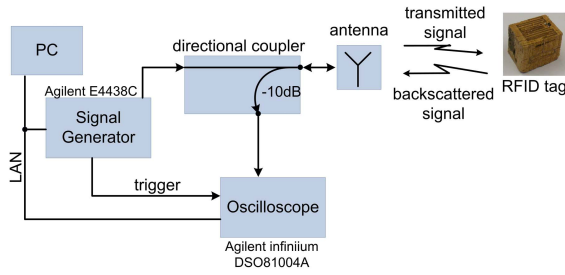 PC
directional coupler
antenna
transmitted
signal
Agilent E4438C
Signal
Generator
-10dB
backscattered
signal
RFID tag
LAN
trigger
Oscilloscope
Agilent infiniium
DSO81004A